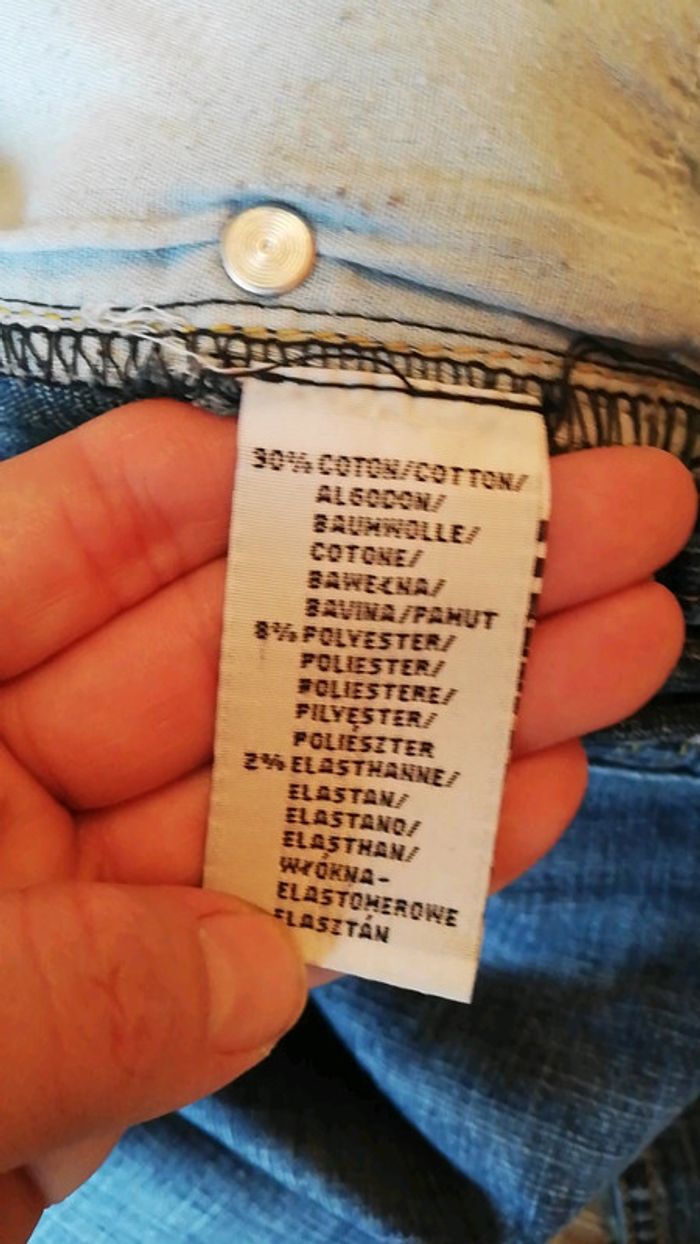 90% COTON/COTTON/
ALGODON/
BAUMWOLLE/
COTONE/
BAWEŁNA/
BAVLNA/PAMUT
8% POLYESTER/
POLIESTER/
POLIESTERE/
PILYESTER/
POLIÉSZTER
2% ELASTHANNE/
ELASTAN/
ELASTANO/
ELASTHAN/
WŁÓKNA-
ELASTOMEROWE
ELASZTÁN